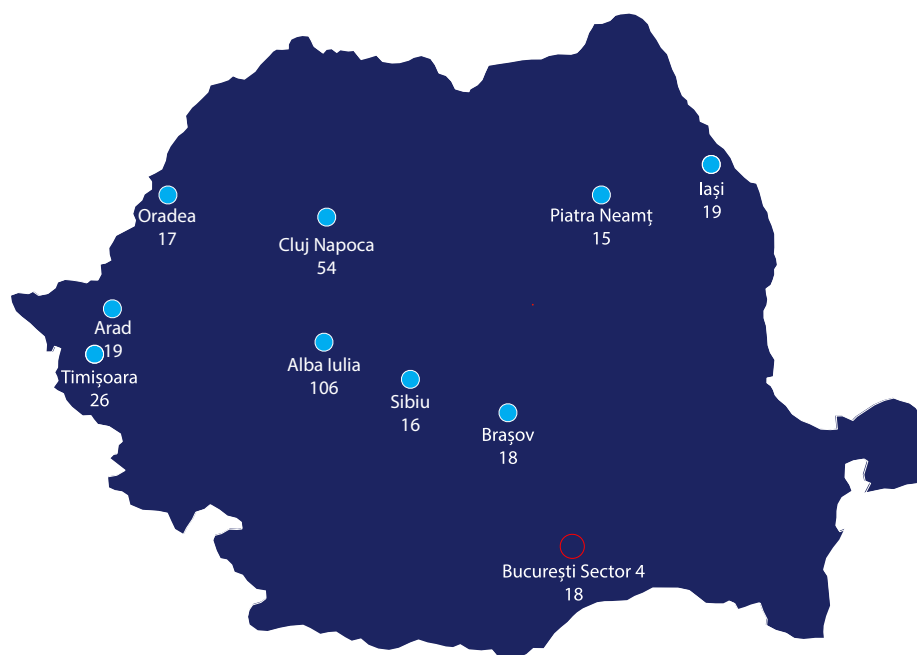 Iași
19
Oradea
17
Piatra Neamț
15
Cluj Napoca
54
Arad
19
Timișoara
26
Alba Iulia
106
Sibiu
16
Brașov
18
București Sector 4
18